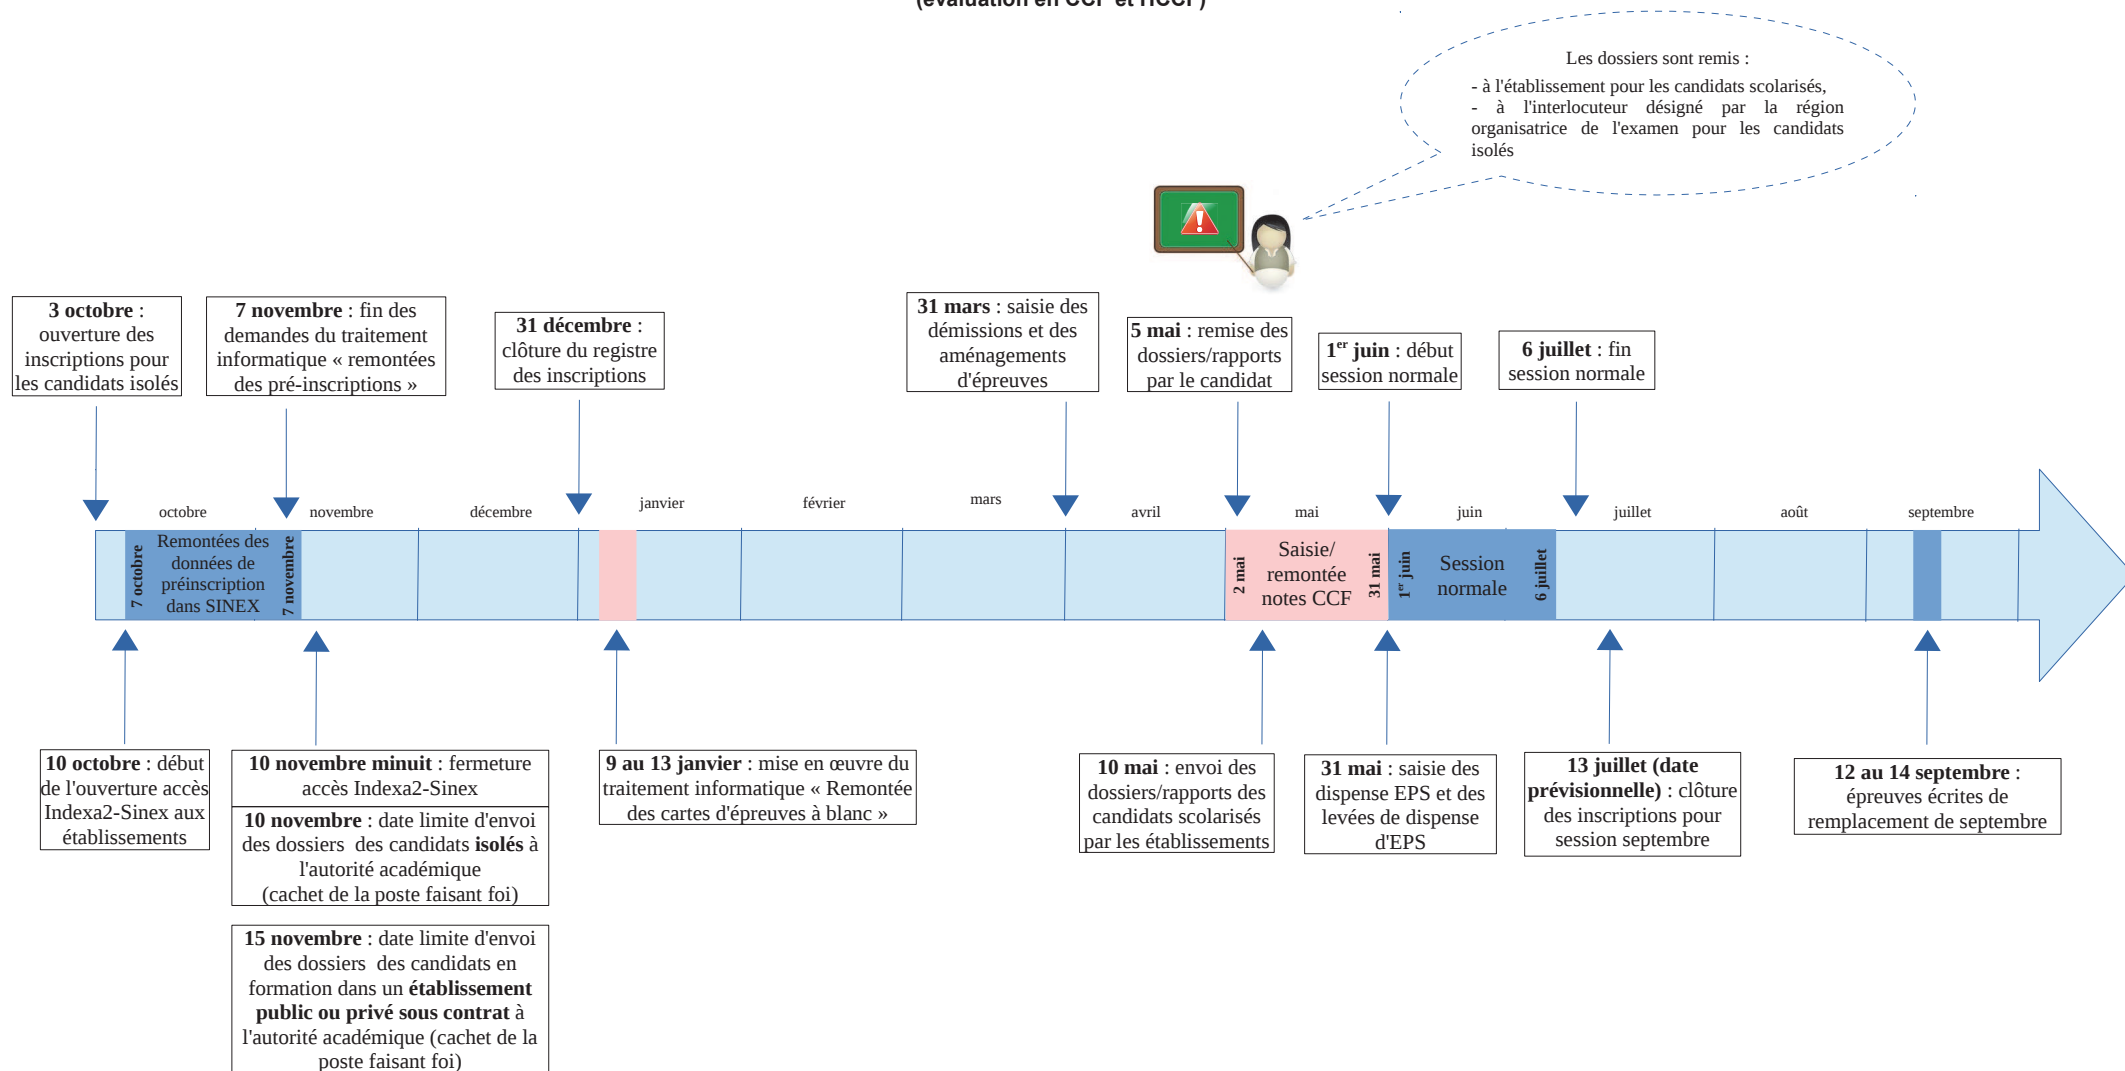 (évaluation en CCF et HCCF)
Les dossiers sont remis :
- à l'établissement pour les candidats scolarisés,
- à l'interlocuteur désigné par la région
organisatrice de l'examen pour les candidats
isolés
3 octobre :
ouverture des
inscriptions pour
les candidats isolés
7 novembre : fin des
demandes du traitement
informatique « remontées
des pré-inscriptions »
31 décembre :
clôture du registre
des inscriptions
31 mars : saisie des
démissions et des
aménagements
d'épreuves
5 mai : remise des
dossiers/rapports
par le candidat
1er juin : début
session normale
6 juillet : fin
session normale
octobre
novembre
décembre
janvier
février
mars
avril
mai
juin
juillet
août
septembre
7 octobre
Remontées des
données de
préinscription
dans SINEX
7 novembre
2 mai
Saisie/
remontée
notes CCF
31 mai
1er juin
Session
normale
6 juillet
10 octobre : début
de l'ouverture accès
Indexa2-Sinex aux
établissements
10 novembre minuit : fermeture
accès Indexa2-Sinex
10 novembre : date limite d'envoi
des dossiers des candidats isolés à
l'autorité académique
(cachet de la poste faisant foi)
15 novembre : date limite d'envoi
des dossiers des candidats en
formation dans un établissement
public ou privé sous contrat à
l'autorité académique (cachet de la
poste faisant foi)
9 au 13 janvier : mise en œuvre du
traitement informatique « Remontée
des cartes d'épreuves à blanc »
10 mai : envoi des
dossiers/rapports des
candidats scolarisés
par les établissements
31 mai : saisie des
dispense EPS et des
levées de dispense
d'EPS
13 juillet (date
prévisionnelle) : clôture
des inscriptions pour
session septembre
12 au 14 septembre :
épreuves écrites de
remplacement de septembre